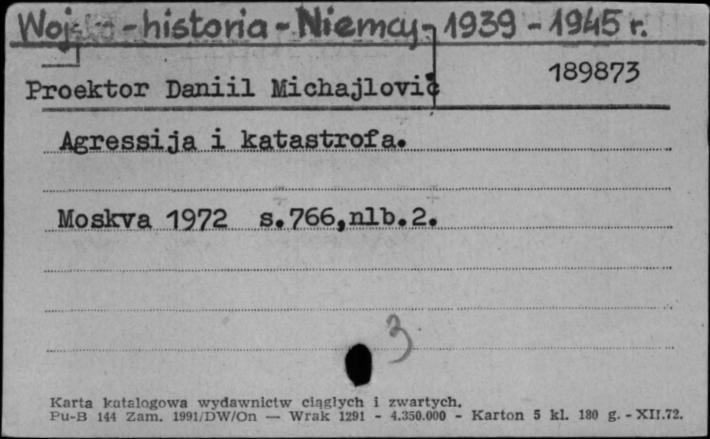 Wojsko - historia - Niemcy - 1939 - 1945 r.
189873
Proektor Daniil Michajlovič
Agressija i katastrofa.
Moskva 1972 s.766,nlb.2.
3
Karta katalogowa wydawnictw ciągłych i zwartych.
Pu-B 144 Zam. 1991/DW/On — Wrak 1291 - 4.350.000 - Karton 5 kl. 180 g. - XII.72.